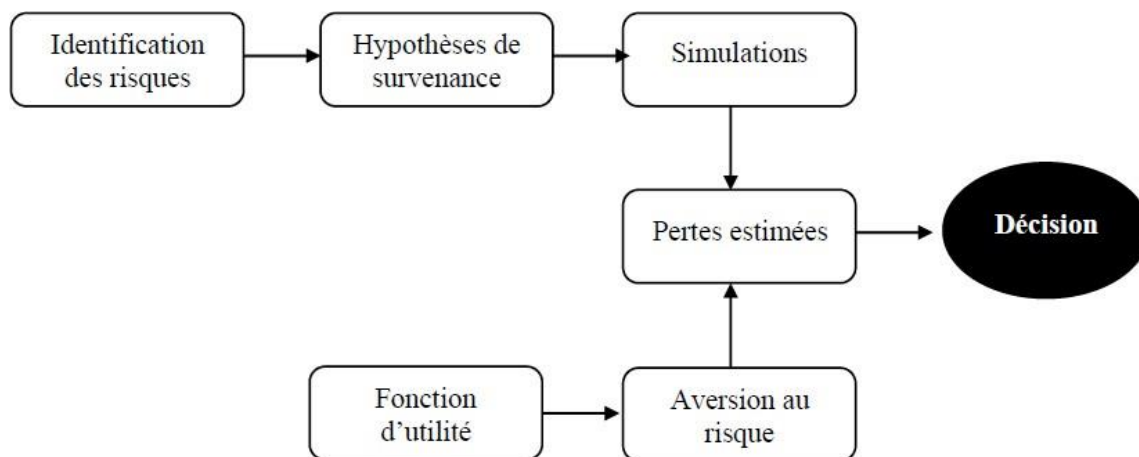 Identification
des risques
Hypothèses de
survenance
Simulations
Pertes estimées
Décision
Fonction
d’utilité
Aversion au
risque